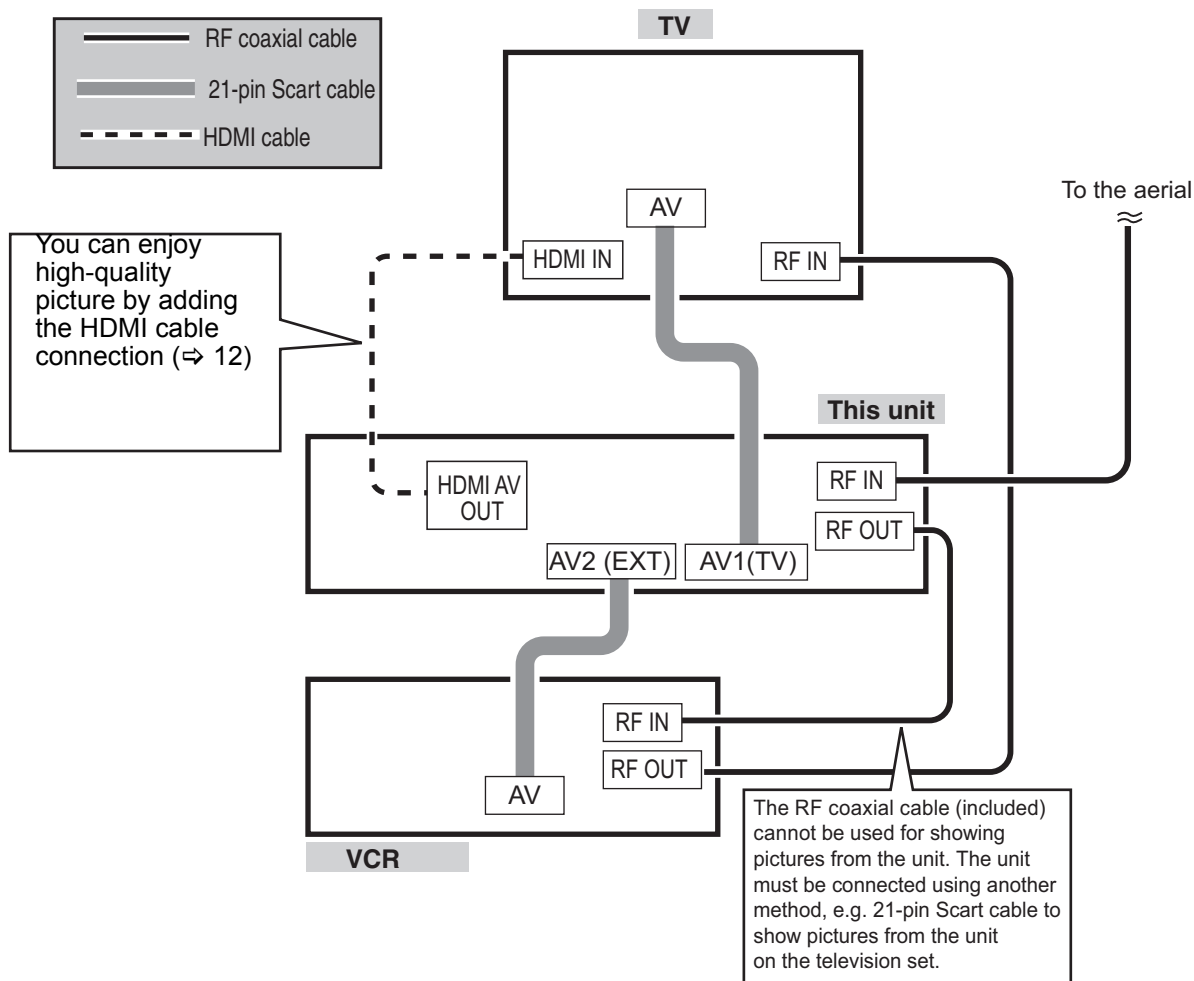 RF coaxial cable
21-pin Scart cable
HDMI cable
TV
To the aerial
AV
HDMI IN
RF IN
You can enjoy
high-quality
picture by adding
the HDMI cable
connection (⇨ 12)
This unit
HDMI AV
OUT
RF IN
RF OUT
AV2 (EXT)
AV1(TV)
RF IN
RF OUT
AV
VCR
The RF coaxial cable (included)
cannot be used for showing
pictures from the unit. The unit
must be connected using another
method, e.g. 21-pin Scart cable to
show pictures from the unit
on the television set.